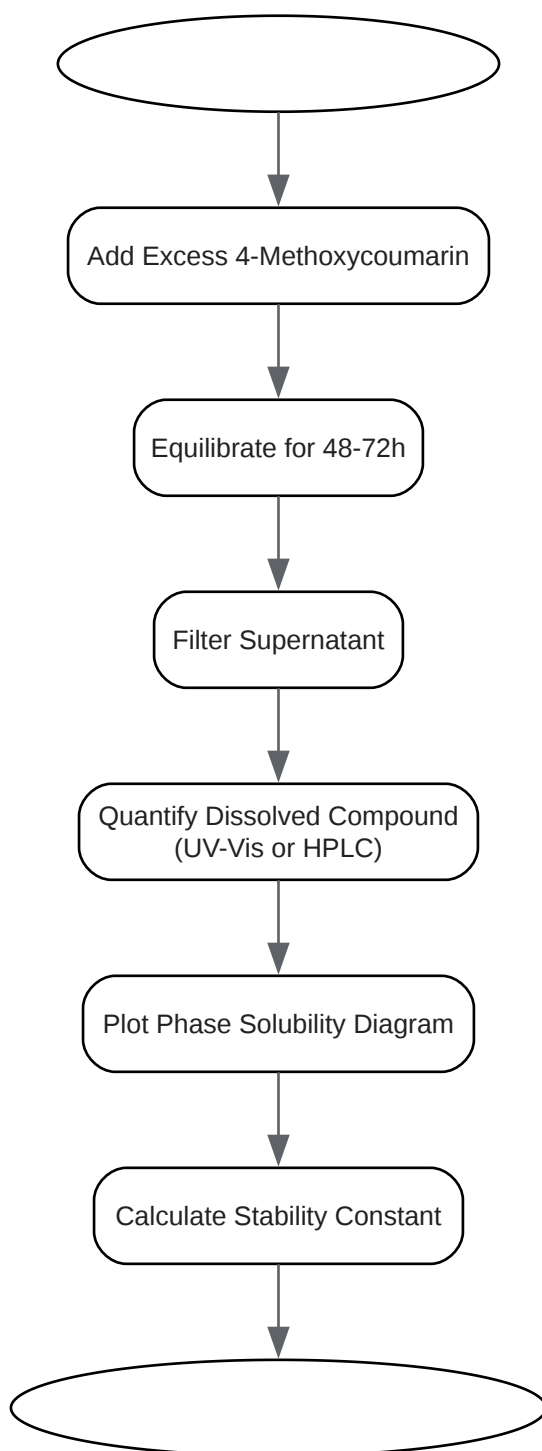 Add Excess 4-Methoxycoumarin
Equilibrate for 48-72h
Filter Supernatant
Quantify Dissolved Compound
(UV-Vis or HPLC)
Plot Phase Solubility Diagram
Calculate Stability Constant